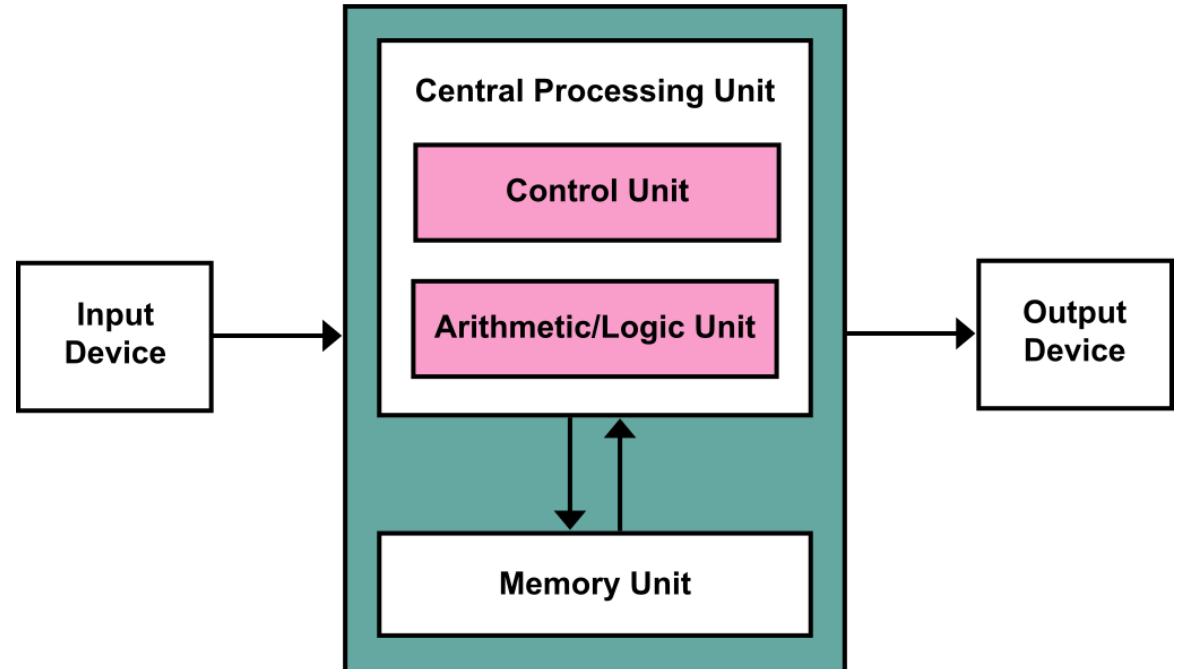 Central Processing Unit
Control Unit
Arithmetic/Logic Unit
Input
Device
Output
Device
Memory Unit